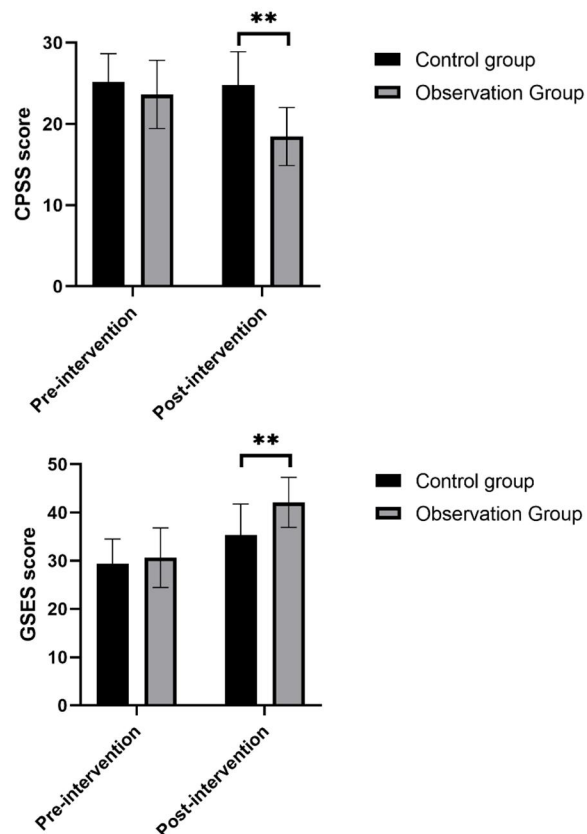 **
30
20
10
0
CPSS score
Control group
Observation Group
Pre-intervention
Post-intervention
**
50
40
30
20
10
0
GSES score
Control group
Observation Group
Pre-intervention
Post-intervention